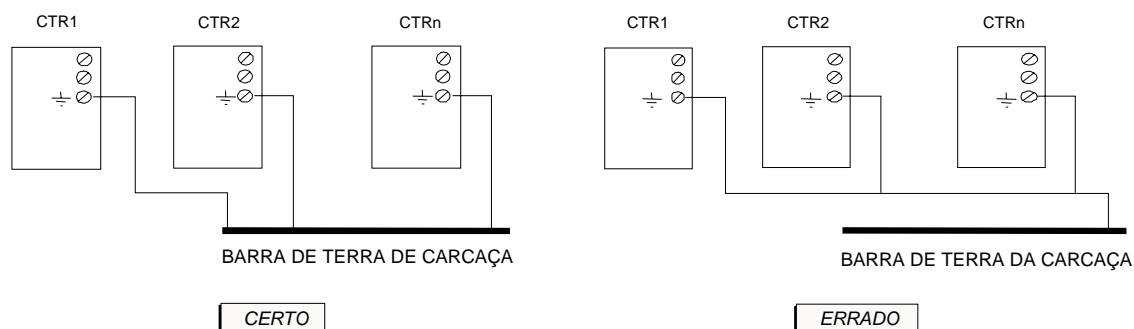 CTR1
CTR2
CTRn
BARRA DE TERRA DE CARCAÇA
CERTO
CTR1
CTR2
CTRn
BARRA DE TERRA DA CARCAÇA
ERRADO